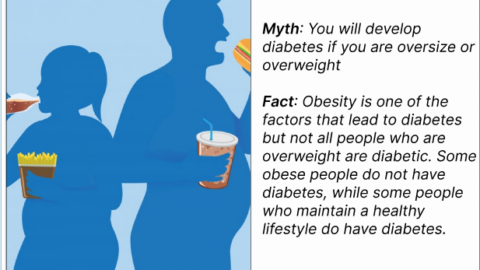 Myth: You will develop
diabetes if you are oversize or
overweight
Fact: Obesity is one of the
factors that lead to diabetes
but not all people who are
overweight are diabetic. Some
obese people do not have
diabetes, while some people
who maintain a healthy
lifestyle do have diabetes.